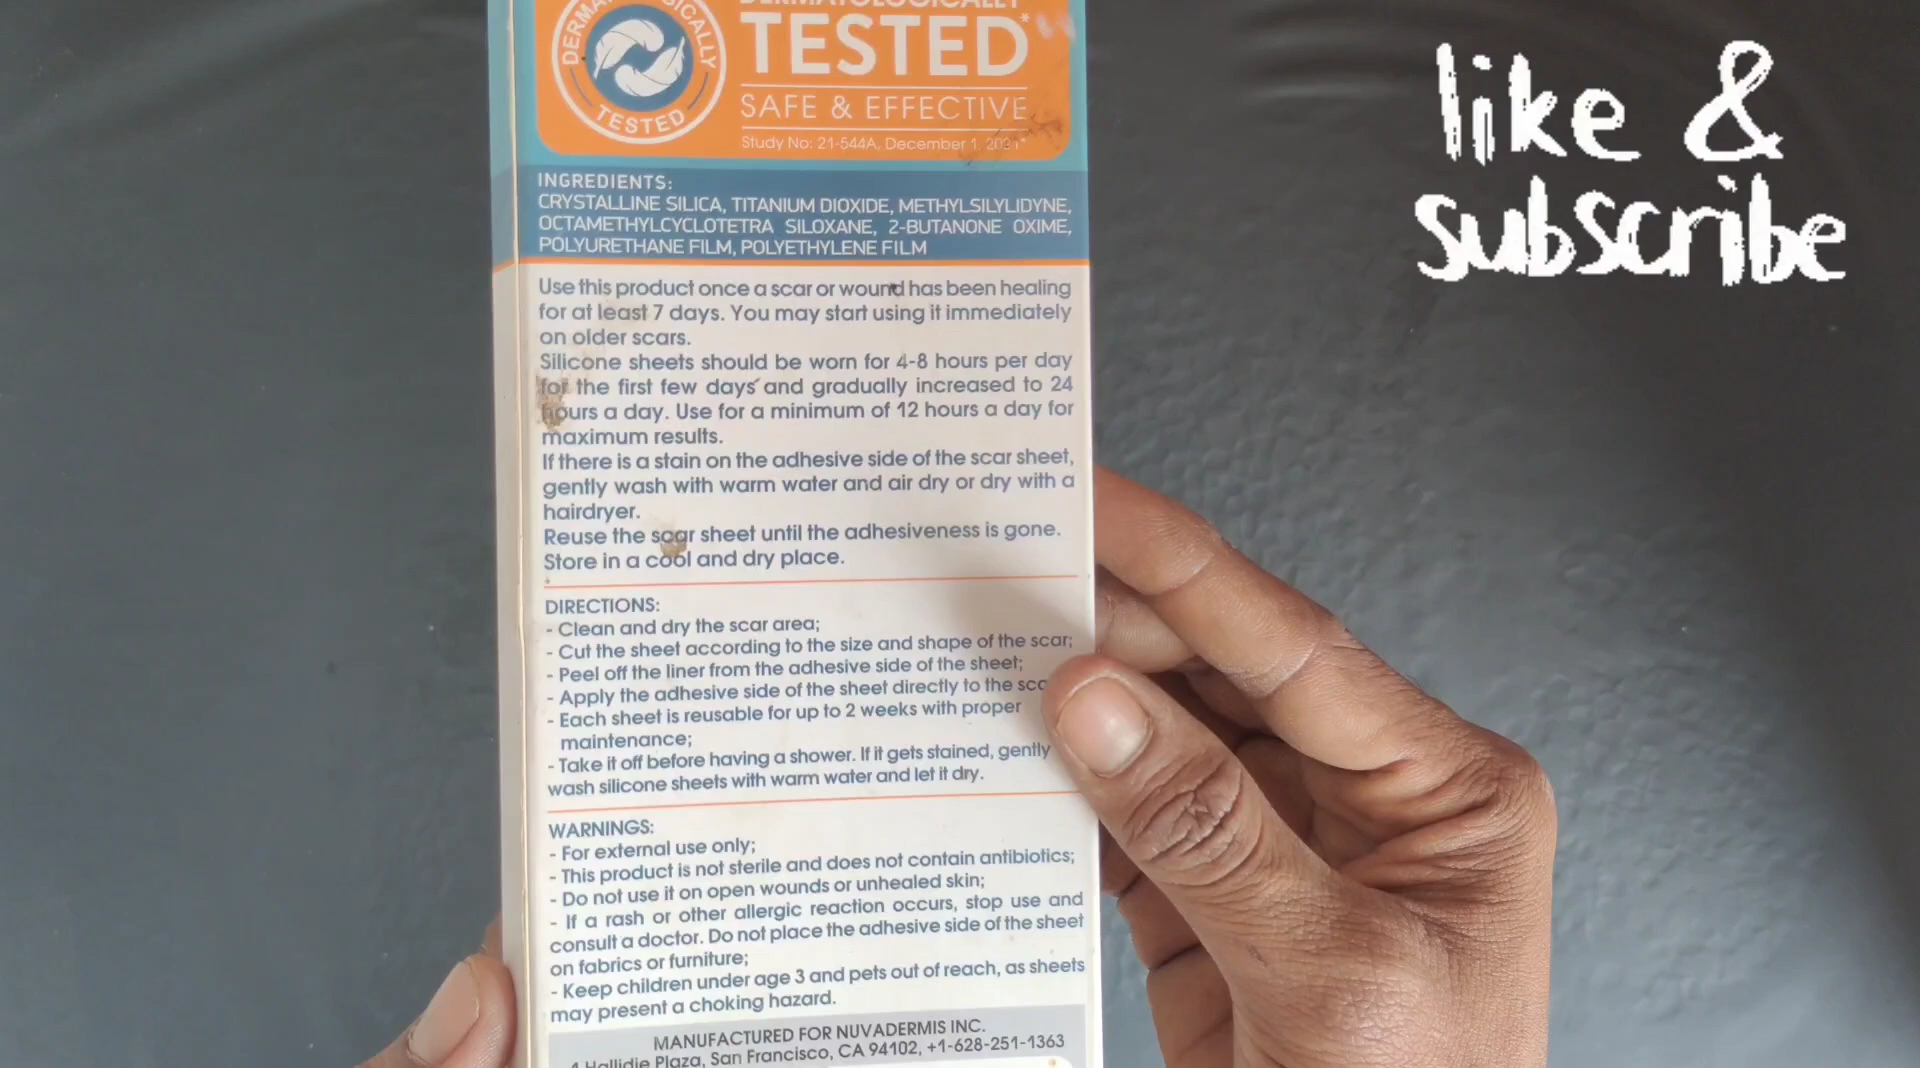 DERMATOLOGICALLY
TESTED
DERMATOLOGICALLY
TESTED*
SAFE & EFFECTIVE
Study No: 21-544A, December 1, 2021*
like &
subscribe
INGREDIENTS:
CRYSTALLINE SILICA, TITANIUM DIOXIDE, METHYLSILYLIDYNE,
OCTAMETHYLCYCLOTETRA SILOXANE, 2-BUTANONE OXIME,
POLYURETHANE FILM, POLYETHYLENE FILM
Use this product once a scar or wound has been healing
for at least 7 days. You may start using it immediately
on older scars.
Silicone sheets should be worn for 4-8 hours per day
for the first few days and gradually increased to 24
hours a day. Use for a minimum of 12 hours a day for
maximum results.
If there is a stain on the adhesive side of the scar sheet,
gently wash with warm water and air dry or dry with a
hairdryer.
Reuse the scar sheet until the adhesiveness is gone.
Store in a cool and dry place.
DIRECTIONS:
- Clean and dry the scar area;
- Cut the sheet according to the size and shape of the scar;
- Peel off the liner from the adhesive side of the sheet;
- Apply the adhesive side of the sheet directly to the
- Each sheet is reusable for up to 2 weeks with proper
maintenance;
- Take it off before having a shower. If it gets stained, gently
wash silicone sheets with warm water and let it dry.
WARNINGS:
- For external use only;
- This product is not sterile and does not contain antibiotics;
- Do not use it on open wounds or unhealed skin;
- If a rash or other allergic reaction occurs, stop use and
consult a doctor. Do not place the adhesive side of the sheet
on fabrics or furniture;
- Keep children under age 3 and pets out of reach, as sheets
may present a choking hazard.
MANUFACTURED FOR NUVADERMIS INC.
4 Hallidie Plaza, San Francisco, CA 94102, +1-628-251-1363